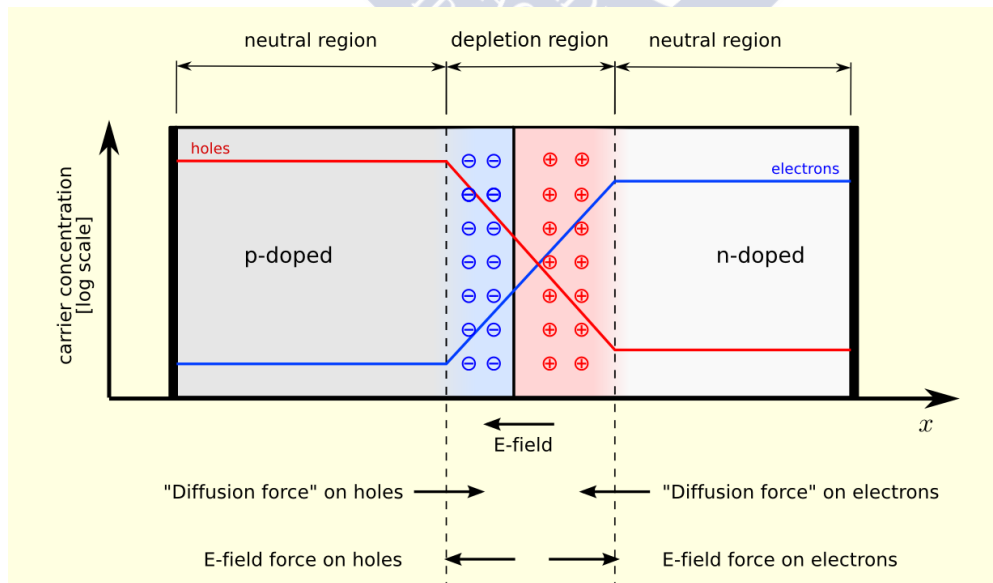 neutral region depletion region neutral region
holes
electrons
carrier concentration
[log scale]
p-doped
n-doped
x
E-field
"Diffusion force" on holes
"Diffusion force" on electrons
E-field force on holes
E-field force on electrons